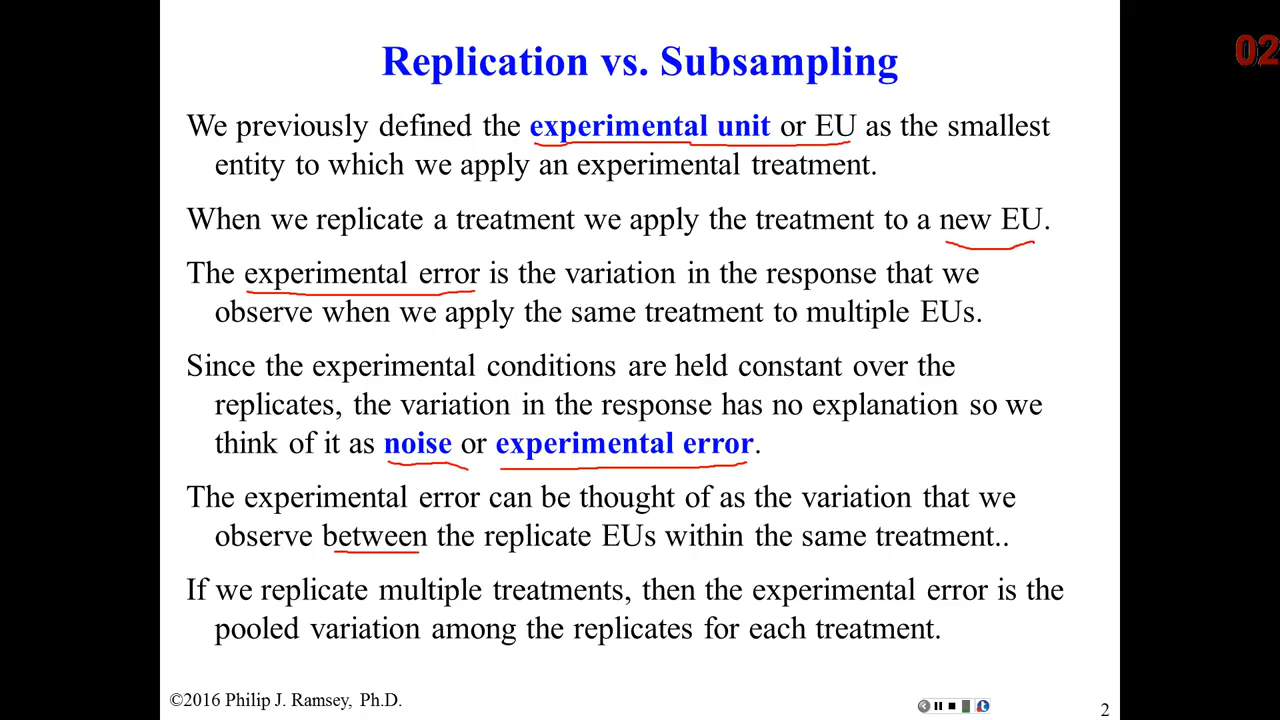 Replication vs. Subsampling
02
We previously defined the experimental unit or EU as the smallest
entity to which we apply an experimental treatment.
When we replicate a treatment we apply the treatment to a new EU.
The experimental error is the variation in the response that we
observe when we apply the same treatment to multiple EUs.
Since the experimental conditions are held constant over the
replicates, the variation in the response has no explanation so we
think of it as noise or experimental error.
The experimental error can be thought of as the variation that we
observe between the replicate EUs within the same treatment..
If we replicate multiple treatments, then the experimental error is the
pooled variation among the replicates for each treatment.
©2016 Philip J. Ramsey, Ph.D.
2